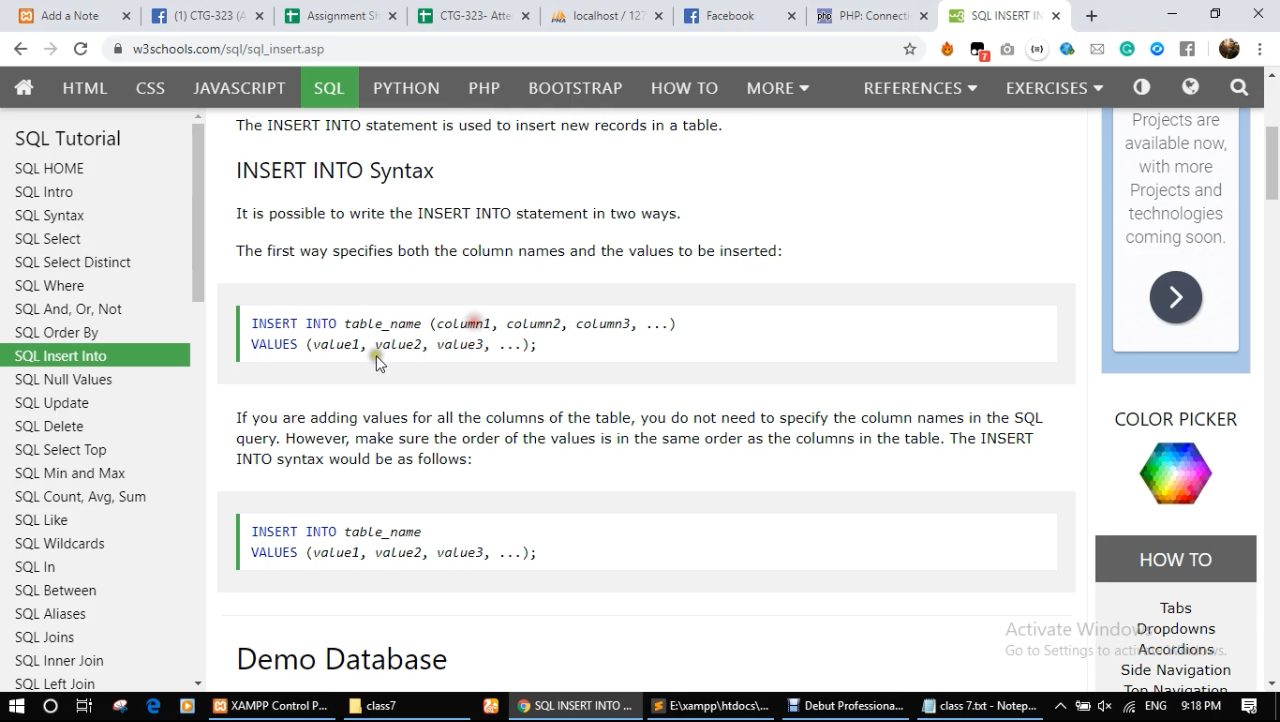 Add a Note
(1) CTG-323 (A
Assignment Sh
CTG-323- Atte
localhost / 127
Facebook
PHP: Connecti
SQL INSERT IN
w3schools.com/sql/sql_insert.asp
7
HTML CSS JAVASCRIPT SQL PYTHON PHP BOOTSTRAP HOW TO MORE REFERENCES EXERCISES
SQL Tutorial
SQL HOME
SQL Intro
SQL Syntax
SQL Select
SQL Select Distinct
SQL Where
SQL And, Or, Not
SQL Order By
SQL Insert Into
SQL Null Values
SQL Update
SQL Delete
SQL Select Top
SQL Min and Max
SQL Count, Avg, Sum
SQL Like
SQL Wildcards
SQL In
SQL Between
SQL Aliases
SQL Joins
SQL Inner Join
SQL Left Join
The INSERT INTO statement is used to insert new records in a table.
INSERT INTO Syntax
It is possible to write the INSERT INTO statement in two ways.
The first way specifies both the column names and the values to be inserted:
INSERT INTO table_name (column1, column2, column3, ...)
VALUES (value1, value2, value3, ...);
If you are adding values for all the columns of the table, you do not need to specify the column names in the SQL
query. However, make sure the order of the values is in the same order as the columns in the table. The INSERT
INTO syntax would be as follows:
INSERT INTO table_name
VALUES (value1, value2, value3, ...);
Demo Database
Projects are
available now,
with more
Projects and
technologies
coming soon.
COLOR PICKER
HOW TO
Tabs
Dropdowns
Accordions
Side Navigation
Top Navigation
Activate Windows
Go to Settings to activate Windows.
XAMPP Control P...
class7
SQL INSERT INTO ...
E:\xampp\htdocs\...
Debut Professiona...
class 7.txt - Notep...
ENG
9:18 PM